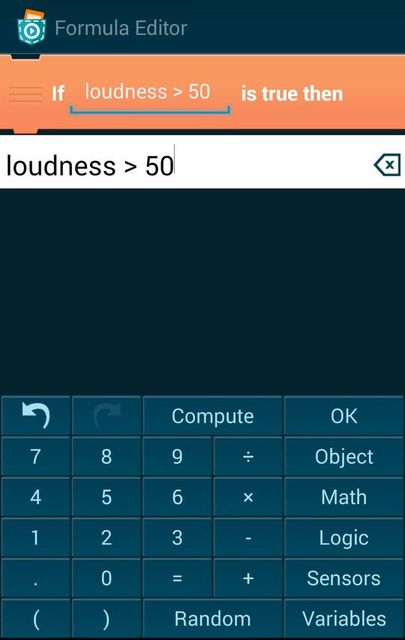 Formula Editor
If loudness > 50 is true then
loudness > 50
Compute OK
7 8 9 ÷ Object
4 5 6 × Math
1 2 3 - Logic
. 0 = + Sensors
( ) Random Variables